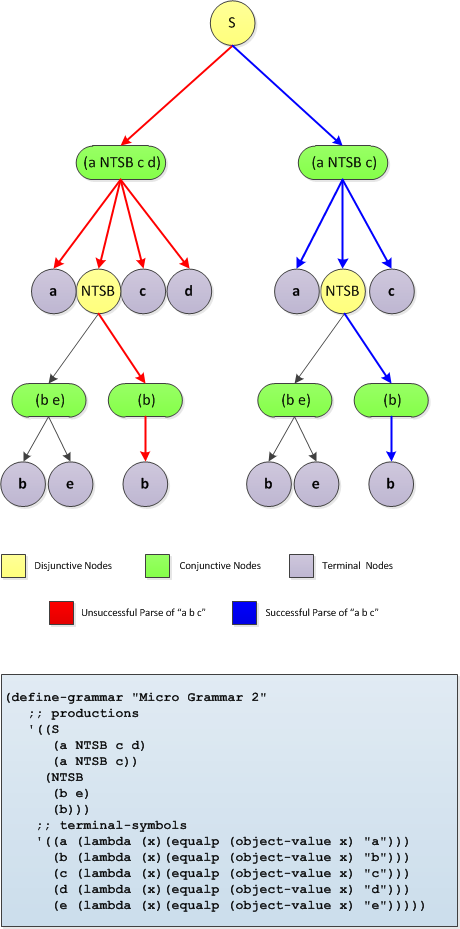 S
(a NTSB c d) (a NTSB c)
a NTSB c d a NTSB c
(b e) (b) (b e) (b)
b e b b e b
Disjunctive Nodes Conjunctive Nodes Terminal Nodes
Unsuccessful Parse of “a b c” Successful Parse of “a b c”
(define-grammar "Micro Grammar 2"
;; productions
'((S
(a NTSB c d)
(a NTSB c))
(NTSB
(b e)
(b)))
;; terminal-symbols
'((a (lambda (x)(equalp (object-value x) "a")))
(b (lambda (x)(equalp (object-value x) "b")))
(c (lambda (x)(equalp (object-value x) "c")))
(d (lambda (x)(equalp (object-value x) "d")))
(e (lambda (x)(equalp (object-value x) "e")))))